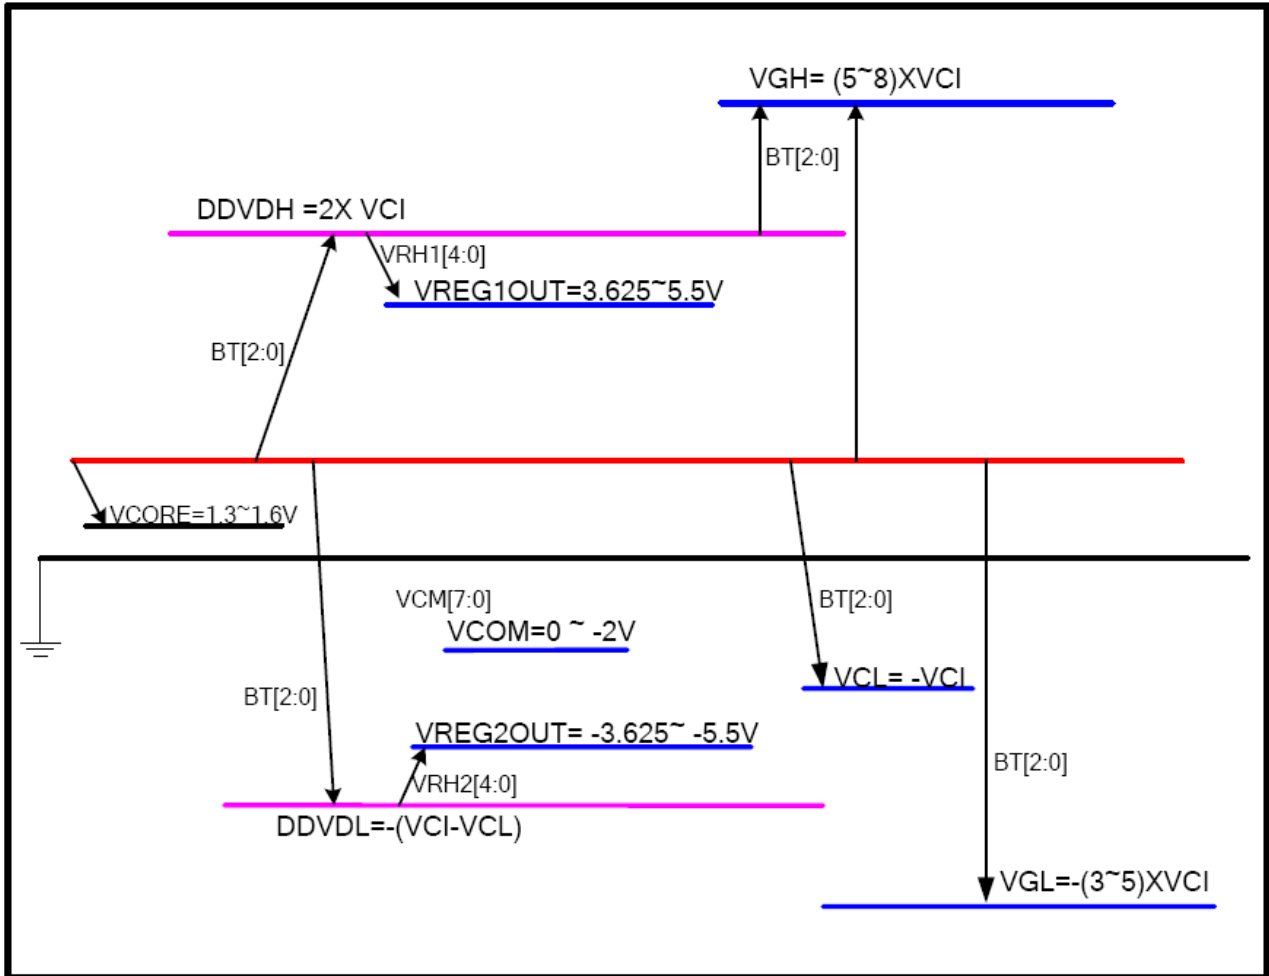 VGH= (5~8)XVCI
BT[2:0]
DDVDH =2X VCI
VRH1[4:0]
VREG1OUT=3.625~5.5V
BT[2:0]
VCORE=1.3~1.6V
VCM[7:0]
BT[2:0]
VCOM=0 ~ -2V
VCL= -VCI
BT[2:0]
VREG2OUT= -3.625~ -5.5V
BT[2:0]
VRH2[4:0]
DDVDL=-(VCI-VCL)
VGL=-(3~5)XVCI